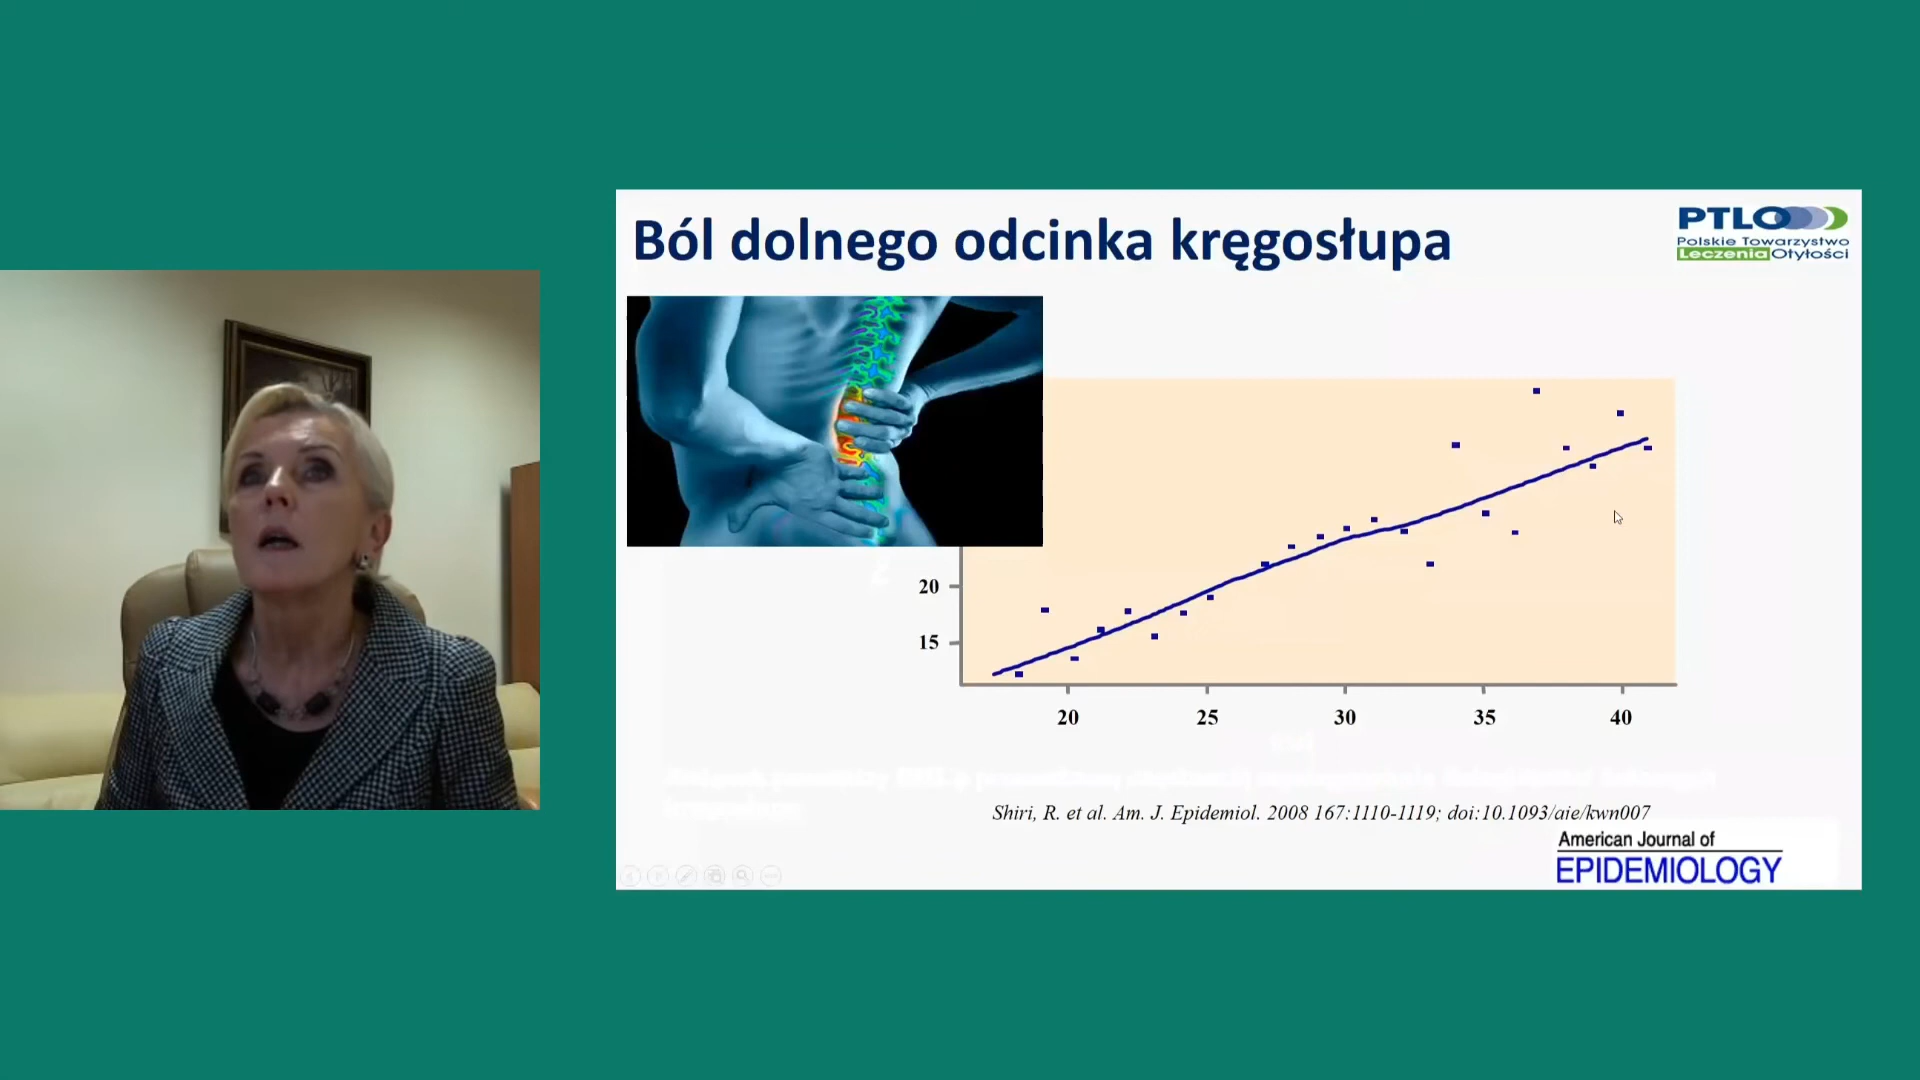 Ból dolnego odcinka kręgosłupa
PTLO
Polskie Towarzystwo
Leczenia Otyłości
20
15
20 25 30 35 40
Shiri, R. et al. Am. J. Epidemiol. 2008 167:1110-1119; doi:10.1093/aie/kwn007
American Journal of
EPIDEMIOLOGY